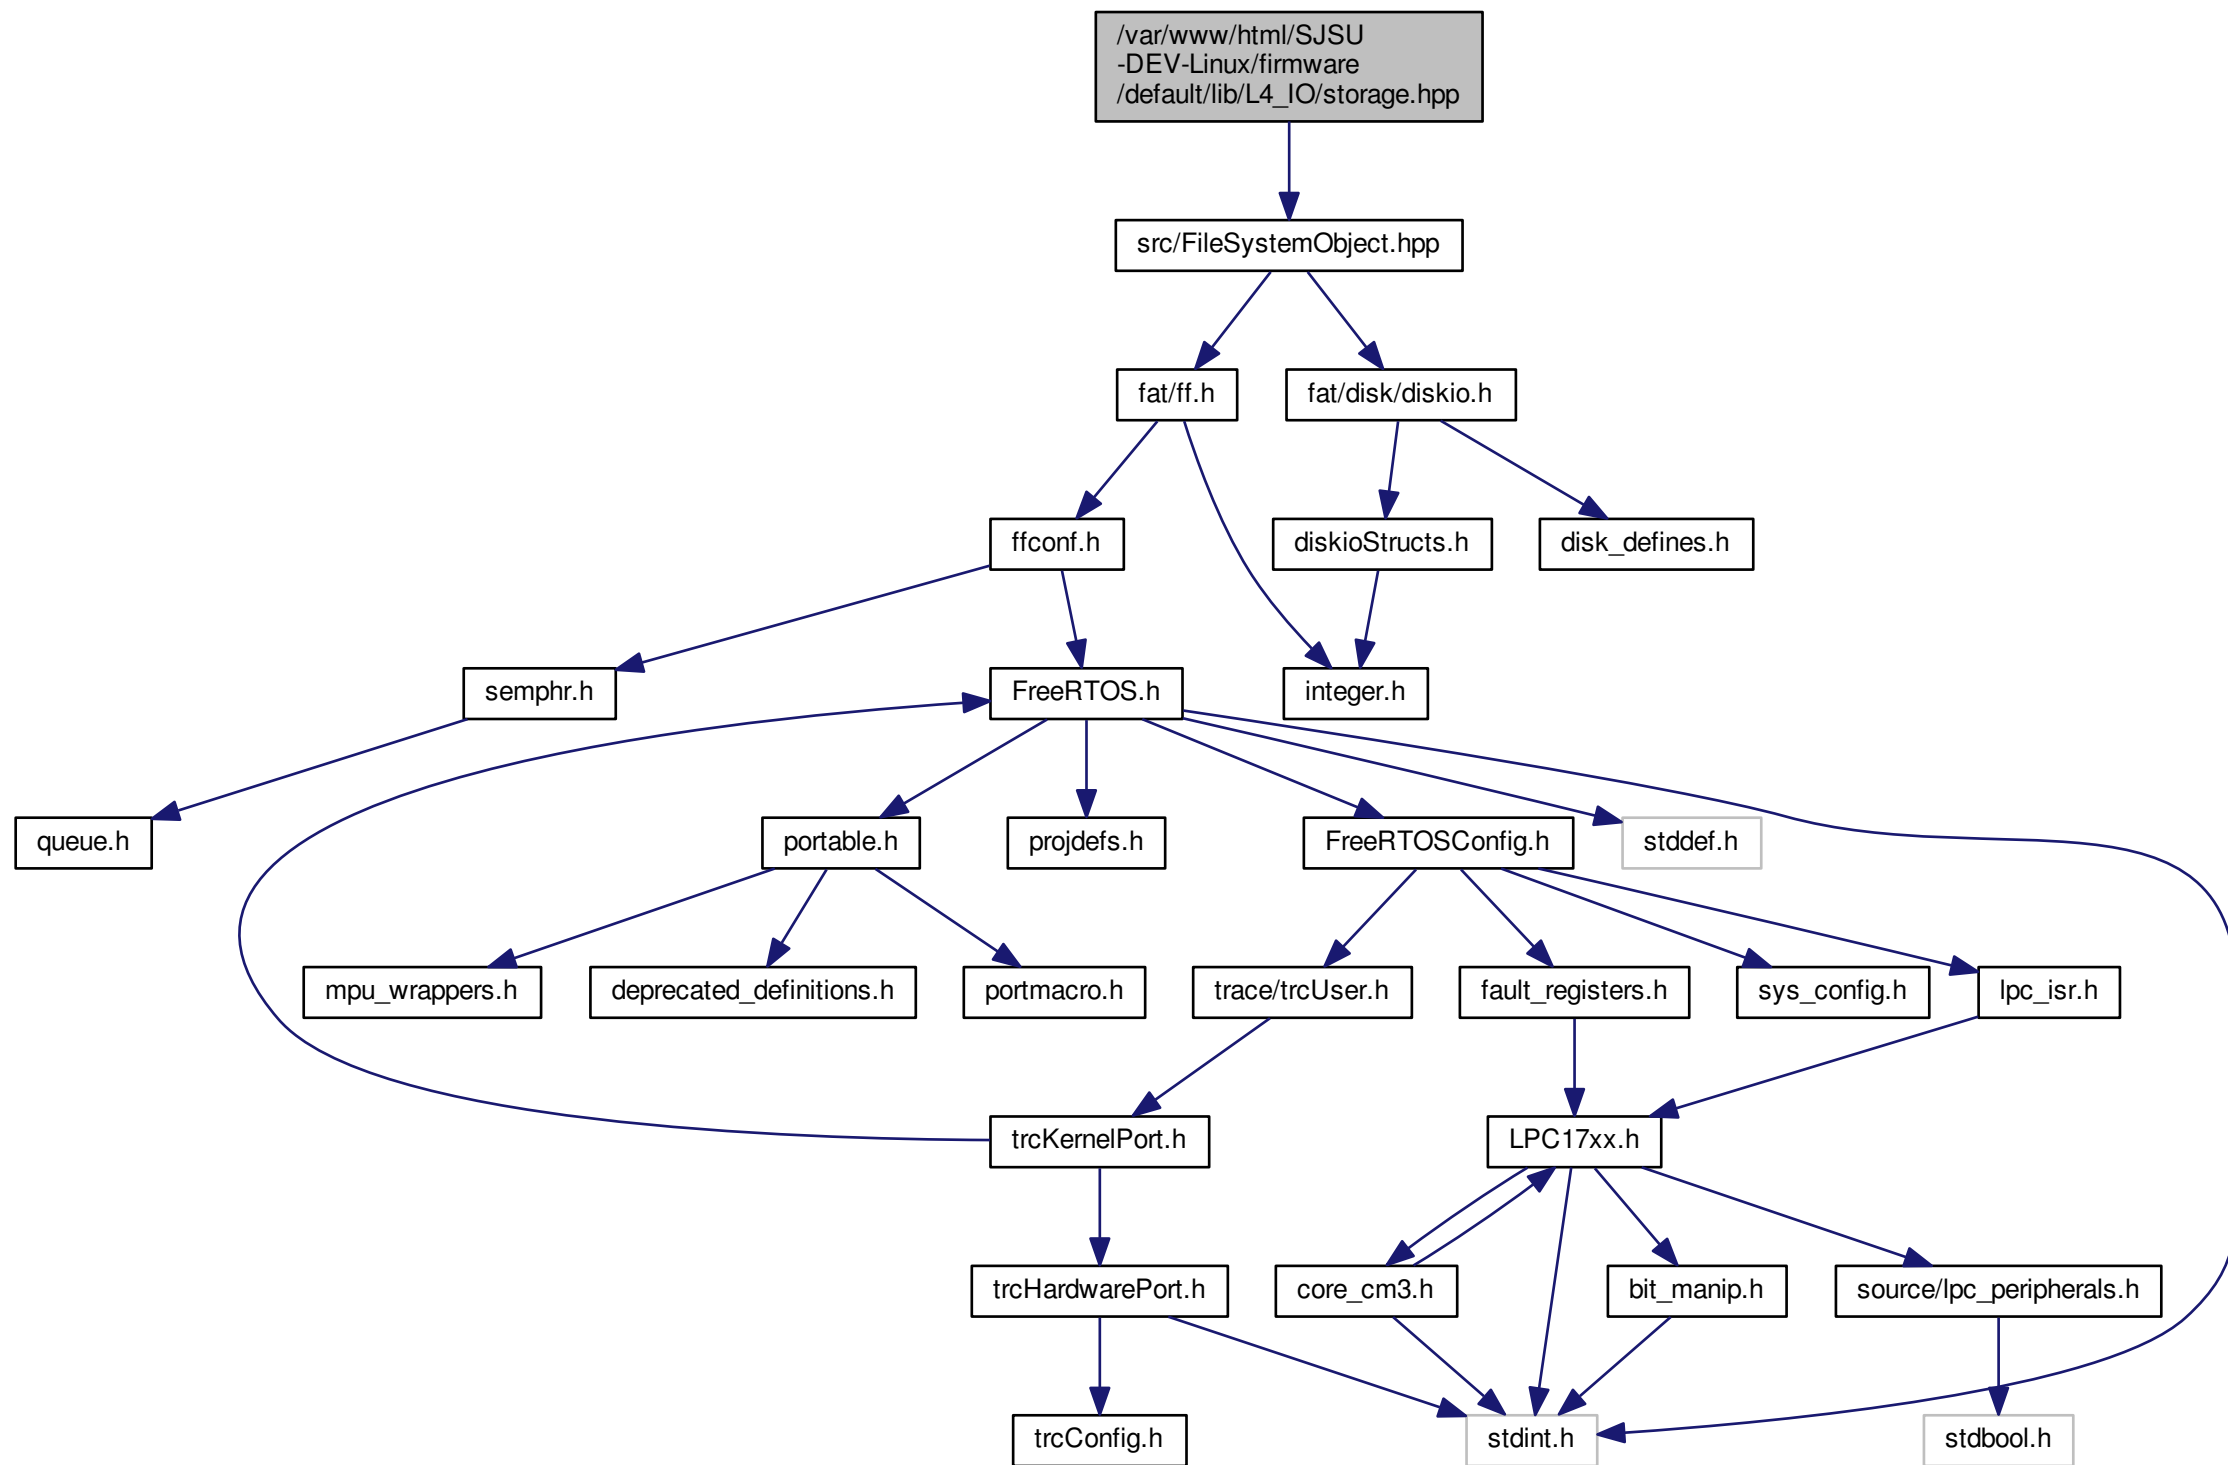 /var/www/html/SJSU
-DEV-Linux/firmware
/default/lib/L4_IO/storage.hpp
src/FileSystemObject.hpp
fat/ff.h
fat/disk/diskio.h
ffconf.h
diskioStructs.h
disk_defines.h
semphr.h
FreeRTOS.h
integer.h
queue.h
portable.h
projdefs.h
FreeRTOSConfig.h
stddef.h
mpu_wrappers.h
deprecated_definitions.h
portmacro.h
trace/trcUser.h
fault_registers.h
sys_config.h
lpc_isr.h
trcKernelPort.h
LPC17xx.h
trcHardwarePort.h
core_cm3.h
bit_manip.h
source/lpc_peripherals.h
trcConfig.h
stdint.h
stdbool.h